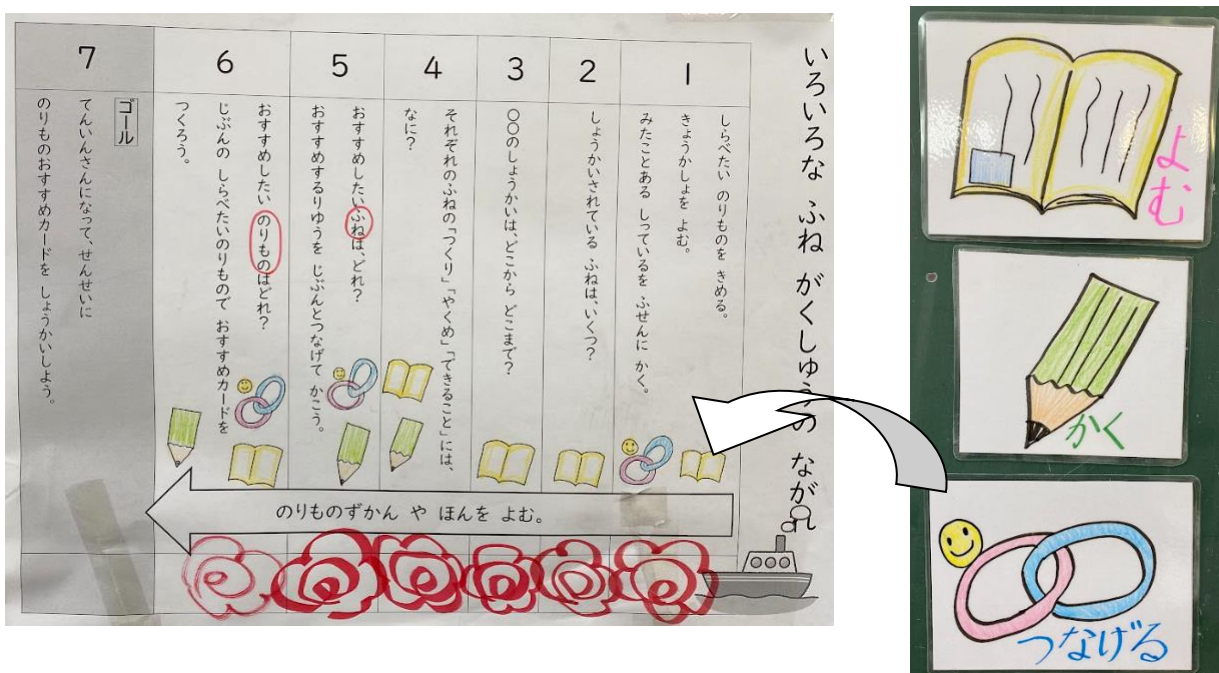 いろいろな ふね がくしゅうの ながれ
1
しらべたい のりものを きめる。
きょうかしょを よむ。
みたことある しっているを ふせんに かく。
2
しょうかいされている ふねは、いくつ?
3
〇〇のしょうかいは、どこから どこまで?
4
それぞれのふねの「つくり」「やくめ」「できること」には、
なに?
5
おすすめしたいふねは、どれ?
おすすめするりゆうを じぶんとつなげて かこう。
6
おすすめしたい のりものはどれ?
じぶんの しらべたいのりもので おすすめカードを
つくろう。
7
ゴール
てんいんさんになって、せんせいに
のりものおすすめカードを しょうかいしよう。
のりものずかん や ほんを よむ。
よむ
かく
つなげる